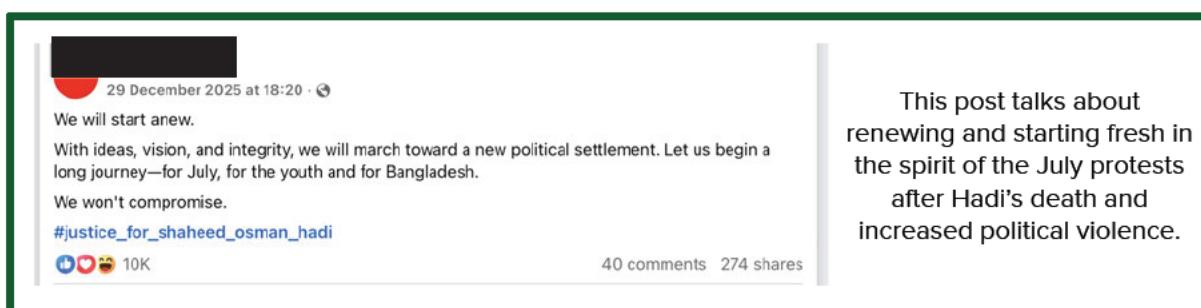 29 December 2025 at 18:20 ·
We will start anew.
With ideas, vision, and integrity, we will march toward a new political settlement. Let us begin a
long journey—for July, for the youth and for Bangladesh.
We won't compromise.
#justice_for_shaheed_osman_hadi
10K
40 comments 274 shares
This post talks about
renewing and starting fresh in
the spirit of the July protests
after Hadi's death and
increased political violence.